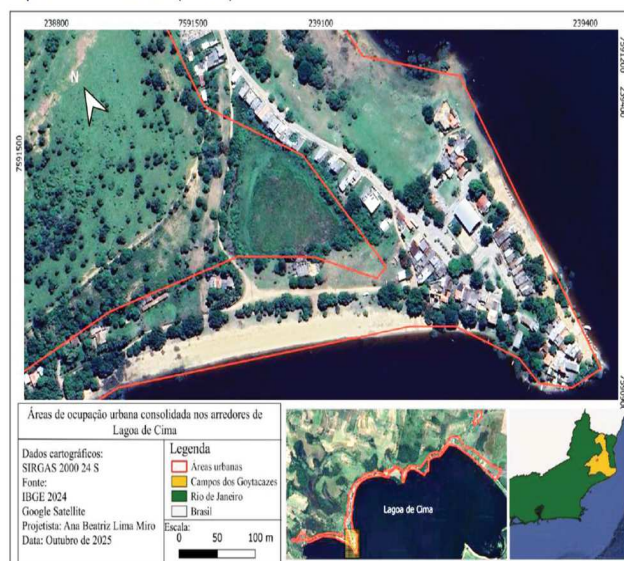 238800
7591500
239100
239400
7591200
239400
7591500
N
Áreas de ocupação urbana consolidada nos arredores de
Lagoa de Cima
Dados cartográficos:
SIRGAS 2000 24 S
Fonte:
IBGE 2024
Google Satellite
Projetista: Ana Beatriz Lima Miro
Data: Outubro de 2025
Legenda
Áreas urbanas
Campos dos Goytacazes
Rio de Janeiro
Brasil
Escala:
0
50
100 m
Lagoa de Cima